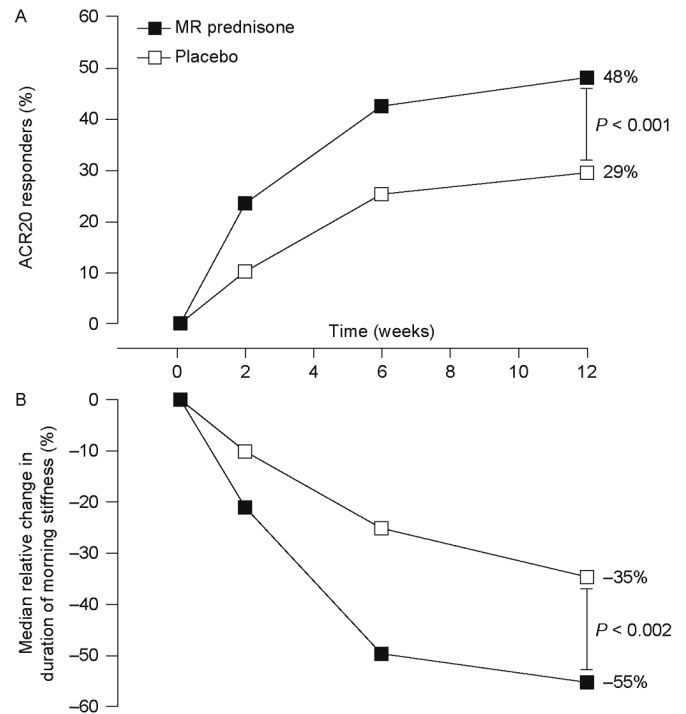 A
60
50
40
30
20
10
0
ACR20 responders (%)
MR prednisone
Placebo
48%
P < 0.001
29%
Time (weeks)
0 2 4 6 8 10 12
B
0
–10
–20
–30
–40
–50
–60
Median relative change in
duration of morning stiffness (%)
–35%
P < 0.002
–55%